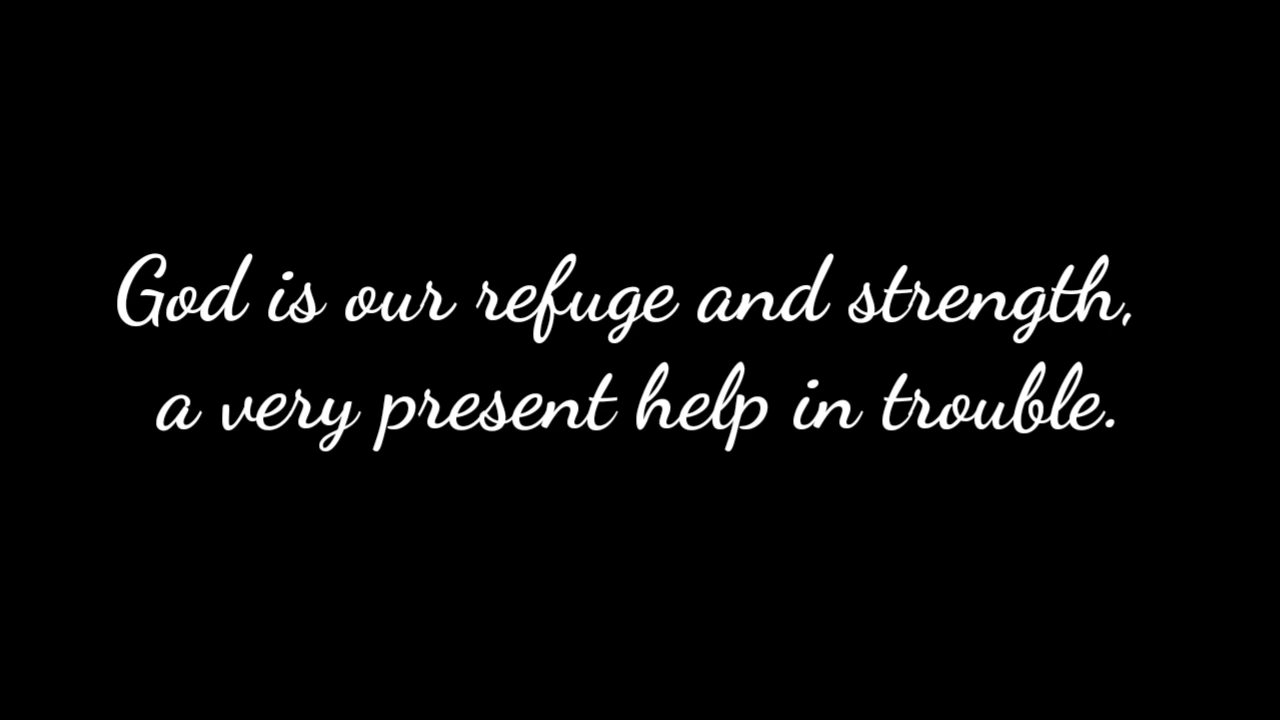 God is our refuge and strength,
a very present help in trouble.